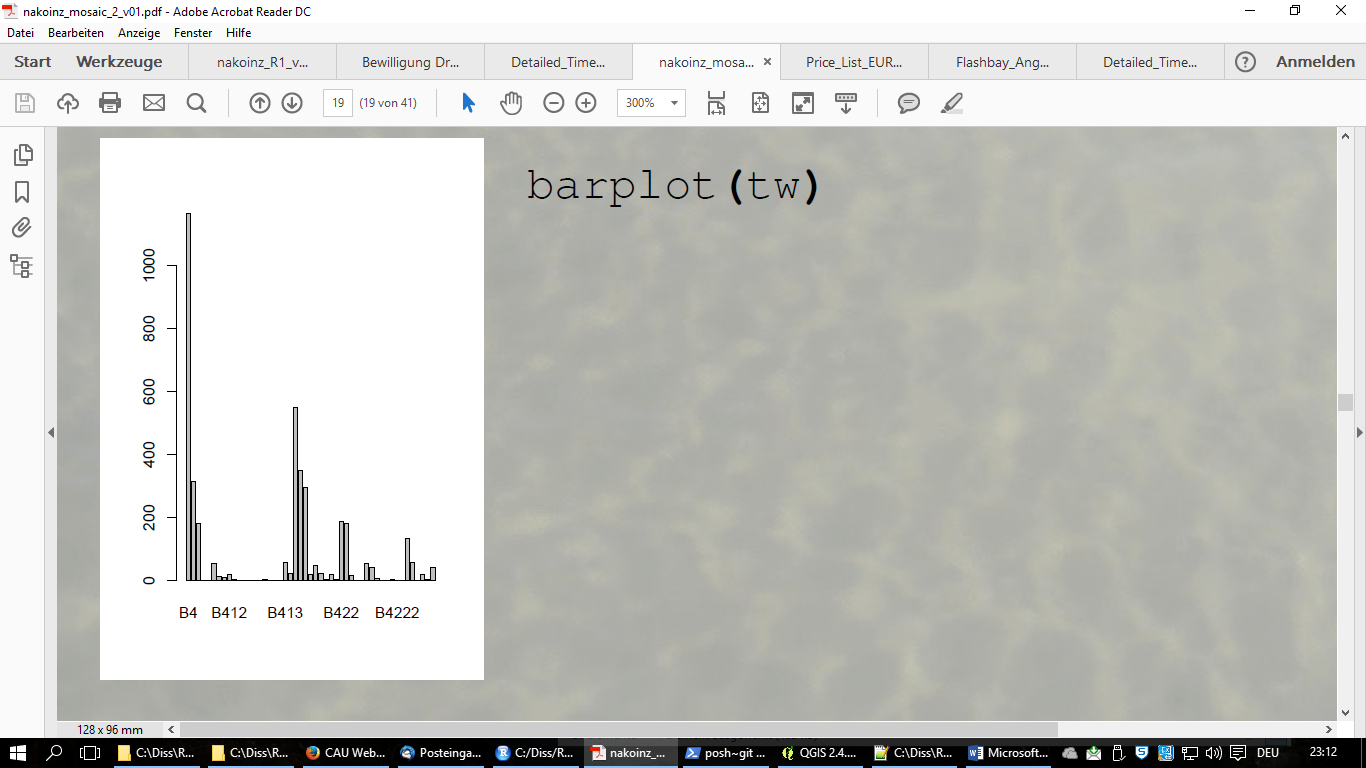 nakoinz_mosaic_2_v01.pdf - Adobe Acrobat Reader DC
Datei Bearbeiten Anzeige Fenster Hilfe
Start Werkzeuge nakoinz_R1_v... Bewilligung Dr... Detailed_Time... nakoinz_mosa... × Price_List_EUR... Flashbay_Ang... Detailed_Time... ? Anmelden
19 (19 von 41) 300%
barplot(tw)
1000
800
600
400
200
0
B4 B412 B413 B422 B4222
128 x 96 mm
C:\Diss\R... C:\Diss\R... CAU Web... Posteinga... C:/Diss/R... nakoinz_... posh~git ... QGIS 2.4.... C:\Diss\R... Microsoft... DEU 23:12